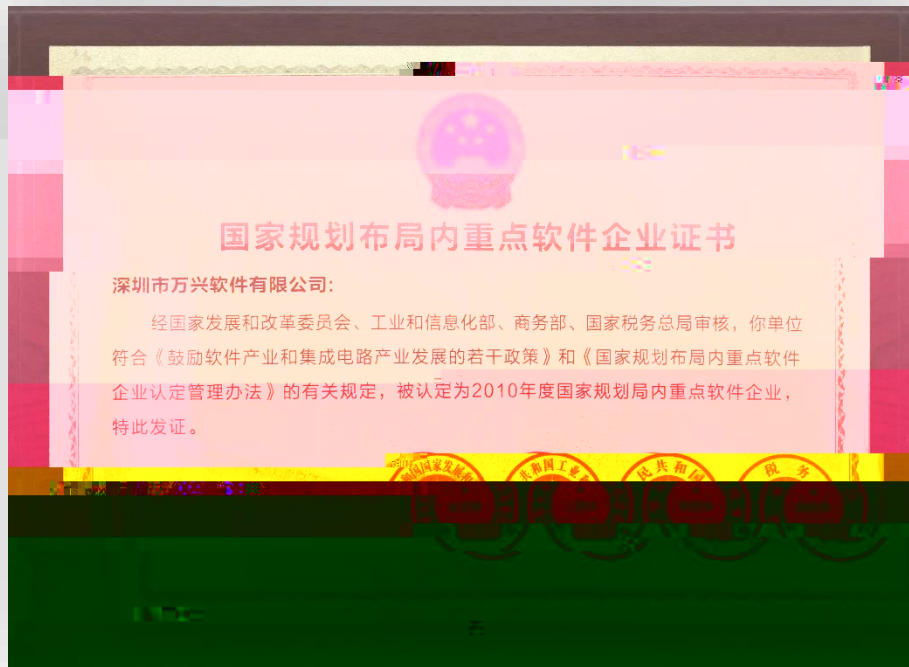 国家规划布局内重点软件企业证书
深圳市万兴软件有限公司:
经国家发展和改革委员会、工业和信息化部、商务部、国家税务总局审核，你单位
符合《鼓励软件产业和集成电路产业发展的若干政策》和《国家规划布局内重点软件
企业认定管理办法》的有关规定，被认定为2010年度国家规划局内重点软件企业，
特此发证。